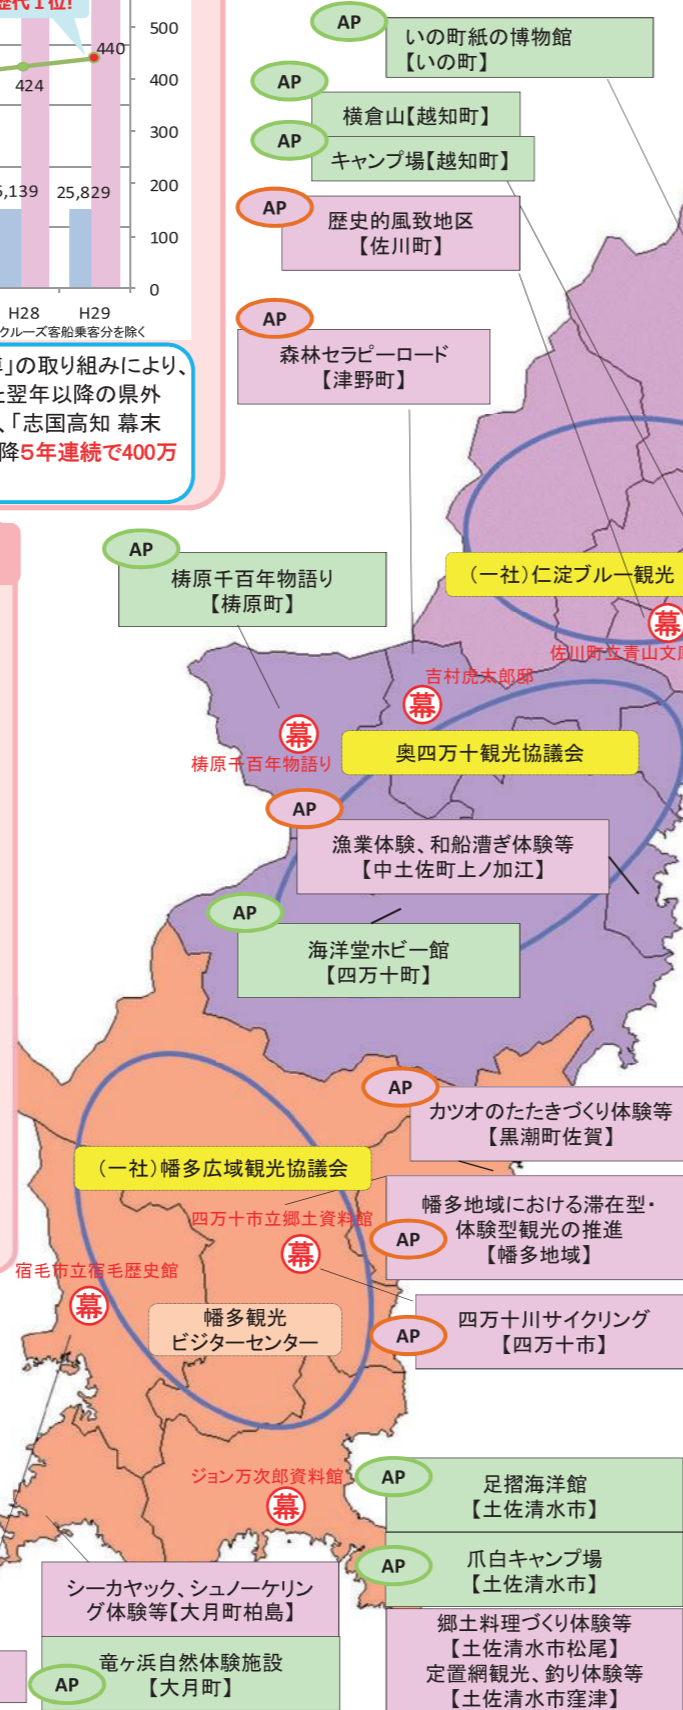 歴代1位!
500
440
400
424
300
5,139
25,829
200
100
0
H28
H29
クルーズ客船乗客分を除く
」の取り組みにより、
翌年以降の県外
、「志国高知 幕末
降5年連続で400万
AP
いの町紙の博物館
【いの町】
AP
横倉山【越知町】
AP
キャンプ場【越知町】
AP
歴史的風致地区
【佐川町】
AP
森林セラピーロード
【津野町】
AP
梼原千百年物語り
【梼原町】
(一社)仁淀ブルー観光
幕
佐川町立青山文庫
吉村虎太郎邸
幕
幕
梼原千百年物語り
奥四万十観光協議会
AP
漁業体験、和船漕ぎ体験等
【中土佐町上ノ加江】
AP
海洋堂ホビー館
【四万十町】
AP
カツオのたたきづくり体験等
【黒潮町佐賀】
(一社)幡多広域観光協議会
AP
幡多地域における滞在型・
体験型観光の推進
【幡多地域】
四万十市立郷土資料館
幕
宿毛市立宿毛歴史館
幕
幡多観光
ビジターセンター
AP
四万十川サイクリング
【四万十市】
ジョン万次郎資料館
幕
AP
足摺海洋館
【土佐清水市】
AP
爪白キャンプ場
【土佐清水市】
シーカヤック、シュノーケリン
グ体験等【大月町柏島】
郷土料理づくり体験等
【土佐清水市松尾】
定置網観光、釣り体験等
【土佐清水市窪津】
AP
竜ヶ浜自然体験施設
【大月町】